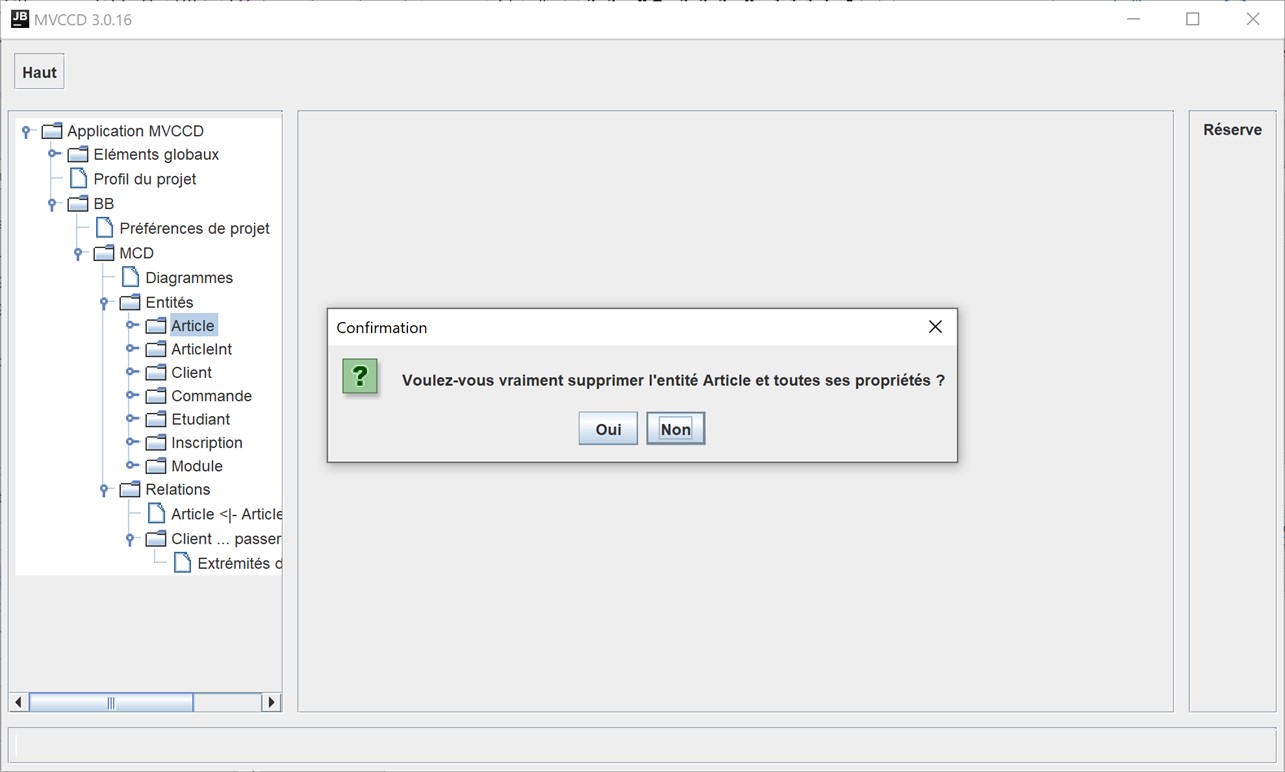 JB MVCCD 3.0.16
Haut
Application MVCCD
Eléments globaux
Profil du projet
BB
Préférences de projet
MCD
Diagrammes
Entités
Article
ArticleInt
Client
Commande
Etudiant
Inscription
Module
Relations
Article <|- Article
Client ... passer
Extrémités d
Confirmation
? Voulez-vous vraiment supprimer l'entité Article et toutes ses propriétés ?
Oui Non
Réserve